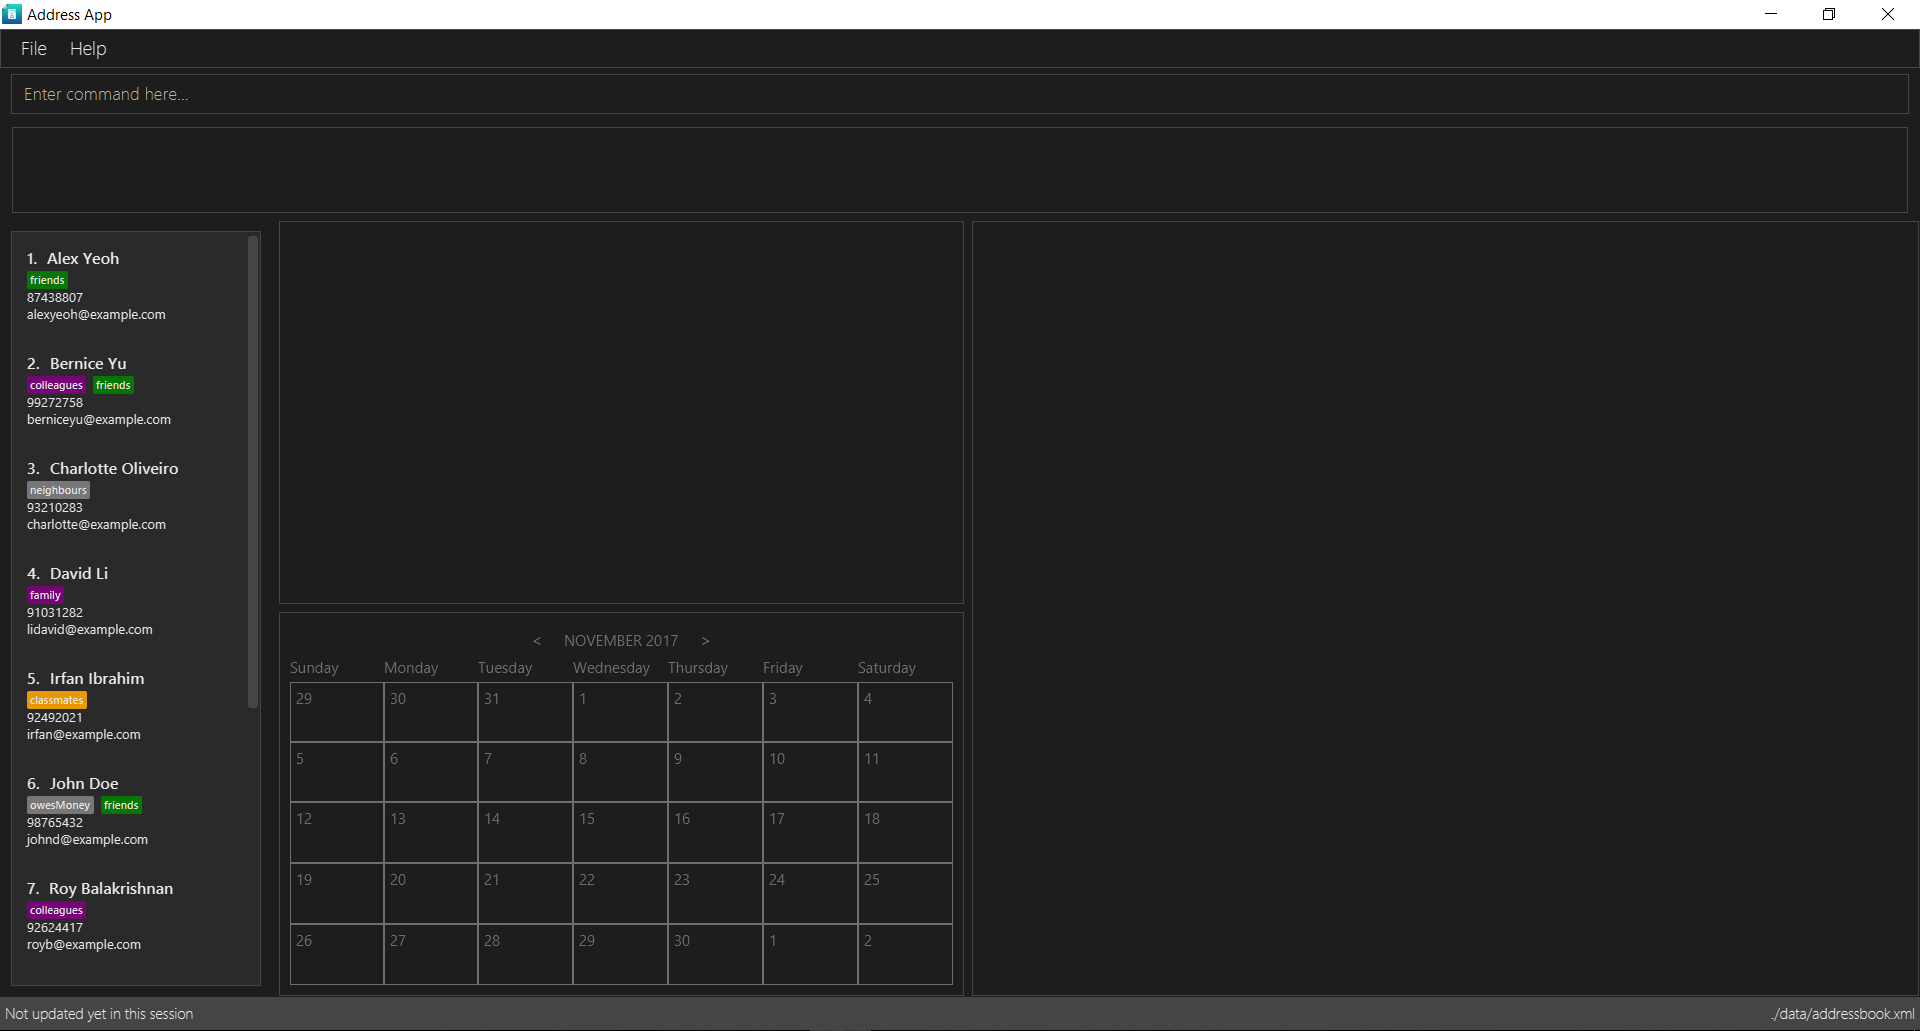 Address App
File Help
Enter command here...
1. Alex Yeoh
friends
87438807
alexyeoh@example.com
2. Bernice Yu
colleagues friends
99272758
berniceyu@example.com
3. Charlotte Oliveiro
neighbours
93210283
charlotte@example.com
4. David Li
family
91031282
lidavid@example.com
5. Irfan Ibrahim
classmates
92492021
irfan@example.com
6. John Doe
owesMoney friends
98765432
johnd@example.com
7. Roy Balakrishnan
colleagues
92624417
royb@example.com
< NOVEMBER 2017 >
Sunday Monday Tuesday Wednesday Thursday Friday Saturday
29 30 31 1 2 3 4
5 6 7 8 9 10 11
12 13 14 15 16 17 18
19 20 21 22 23 24 25
26 27 28 29 30 1 2
Not updated yet in this session
./data/addressbook.xml